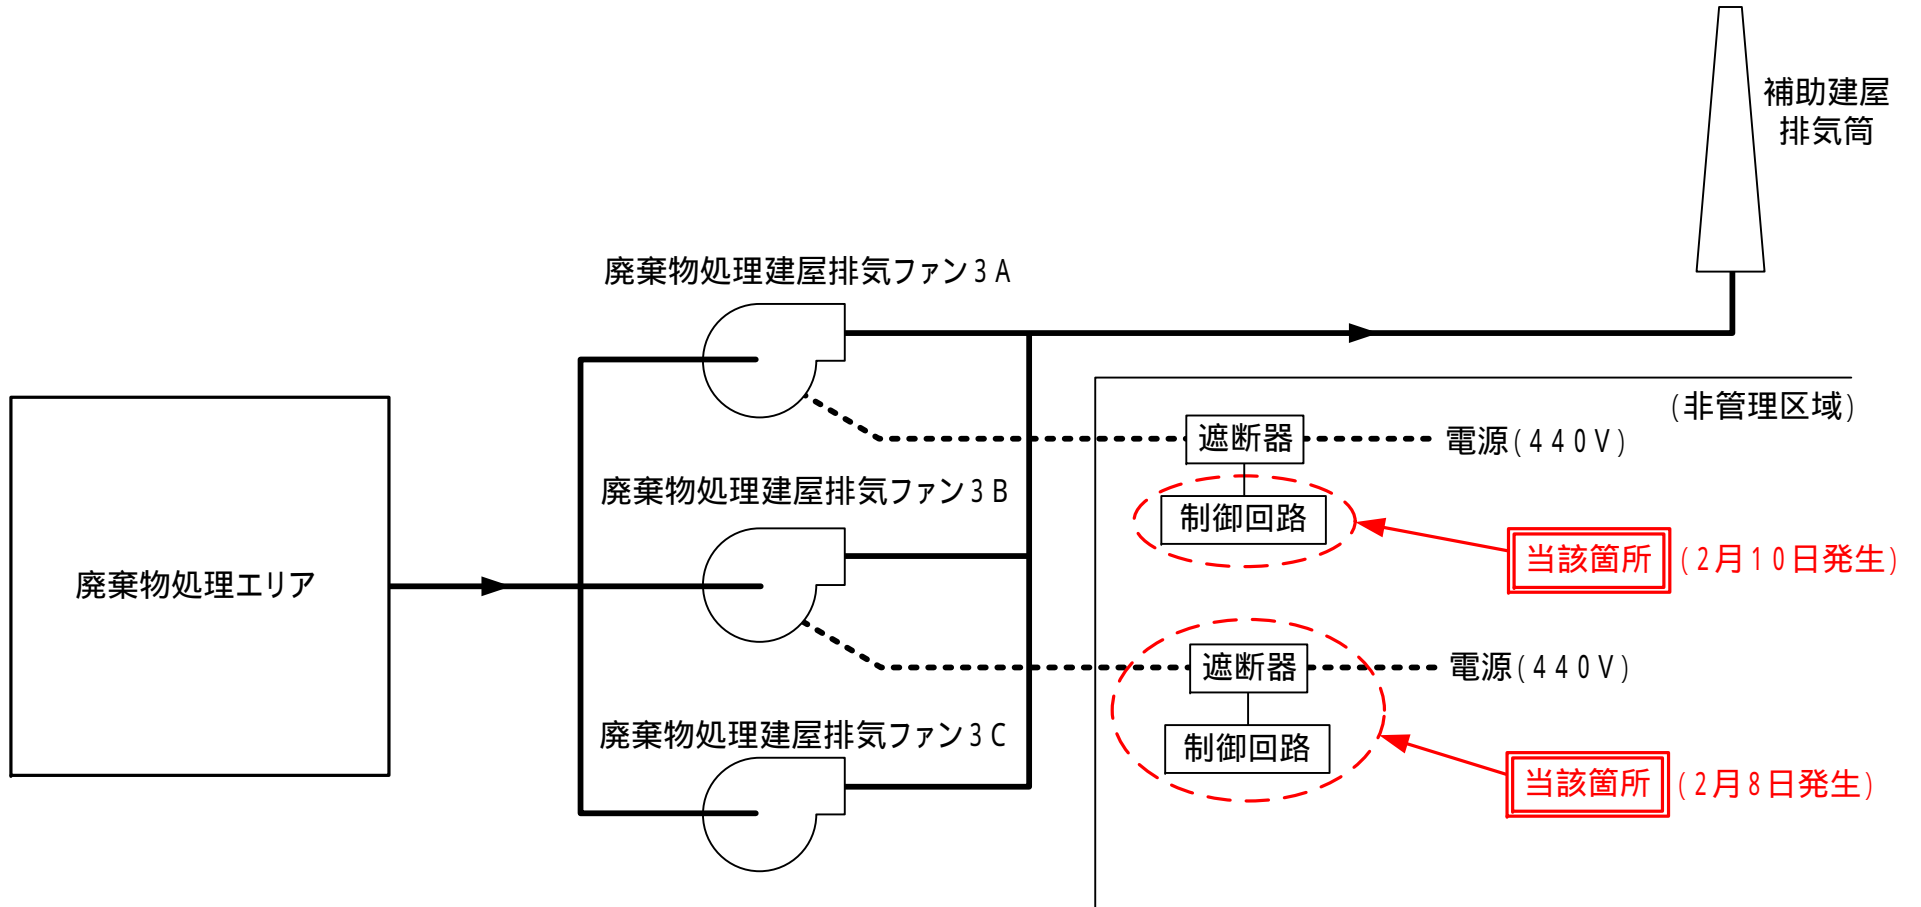 補助建屋
排気筒
廃棄物処理建屋排気ファン3A
(非管理区域)
遮断器
電源(440V)
制御回路
当該箇所
(2月10日発生)
廃棄物処理建屋排気ファン3B
廃棄物処理エリア
遮断器
電源(440V)
制御回路
当該箇所
(2月8日発生)
廃棄物処理建屋排気ファン3C